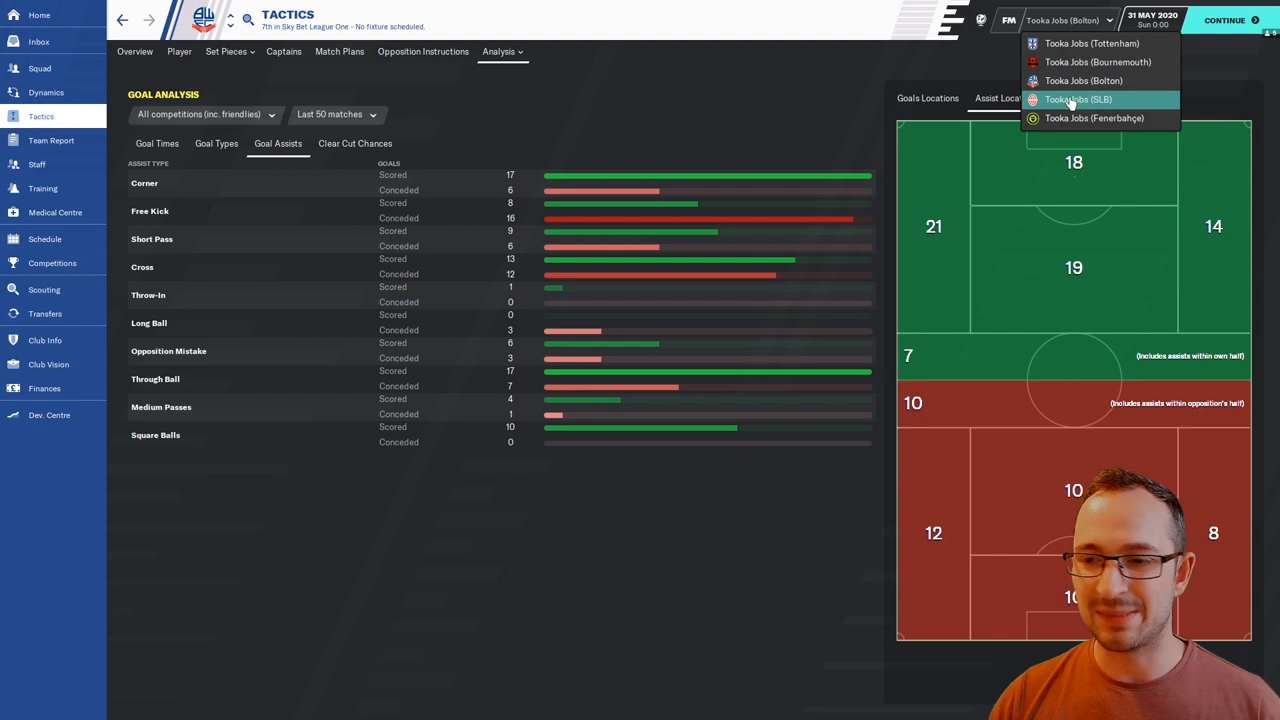 Home
Inbox
Squad
Dynamics
Tactics
Team Report
Staff
Training
Medical Centre
Schedule
Competitions
Scouting
Transfers
Club Info
Club Vision
Finances
Dev. Centre
TACTICS
7th in Sky Bet League One - No fixture scheduled.
FM
Tooka Jobs (Bolton)
31 MAY 2020
Sun 0:00
CONTINUE
5
Tooka Jobs (Tottenham)
Tooka Jobs (Bournemouth)
Tooka Jobs (Bolton)
Tooka Jobs (SLB)
Tooka Jobs (Fenerbahçe)
Overview Player Set Pieces Captains Match Plans Opposition Instructions Analysis
GOAL ANALYSIS
All competitions (inc. friendlies) Last 50 matches
Goal Times Goal Types Goal Assists Clear Cut Chances
ASSIST TYPE GOALS
Corner
Scored 17
Conceded 6
Free Kick
Scored 8
Conceded 16
Short Pass
Scored 9
Conceded 6
Cross
Scored 13
Conceded 12
Throw-In
Scored 1
Conceded 0
Long Ball
Scored 0
Conceded 3
Opposition Mistake
Scored 6
Conceded 3
Through Ball
Scored 17
Conceded 7
Medium Passes
Scored 4
Conceded 1
Square Balls
Scored 10
Conceded 0
Goals Locations Assist
18
21 14
19
7 (Includes assists within own half)
10 (Includes assists within opposition's half)
10
12 8